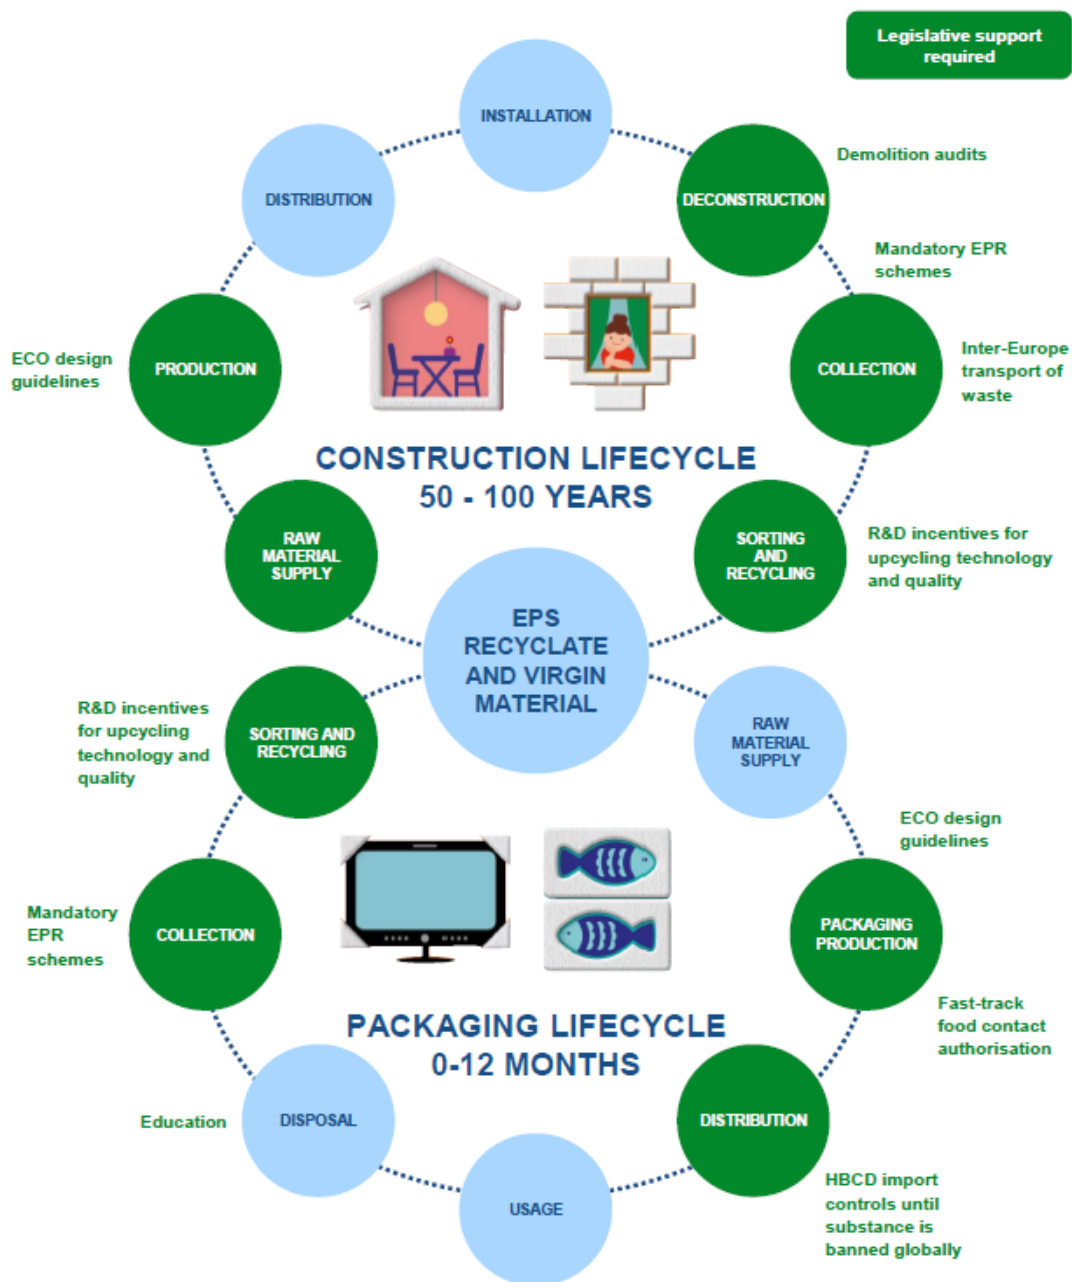 Legislative support
required
INSTALLATION
Demolition audits
DISTRIBUTION
DECONSTRUCTION
Mandatory EPR
schemes
ECO design
guidelines
PRODUCTION
COLLECTION
Inter-Europe
transport of
waste
CONSTRUCTION LIFECYCLE
50 - 100 YEARS
RAW
MATERIAL
SUPPLY
SORTING
AND
RECYCLING
R&D incentives for
upcycling technology
and quality
EPS
RECYCLATE
AND VIRGIN
MATERIAL
R&D incentives
for upcycling
technology and
quality
SORTING AND
RECYCLING
RAW
MATERIAL
SUPPLY
ECO design
guidelines
Mandatory
EPR
schemes
COLLECTION
PACKAGING
PRODUCTION
Fast-track
food contact
authorisation
PACKAGING LIFECYCLE
0-12 MONTHS
Education
DISPOSAL
DISTRIBUTION
USAGE
HBCD import
controls until
substance is
banned globally